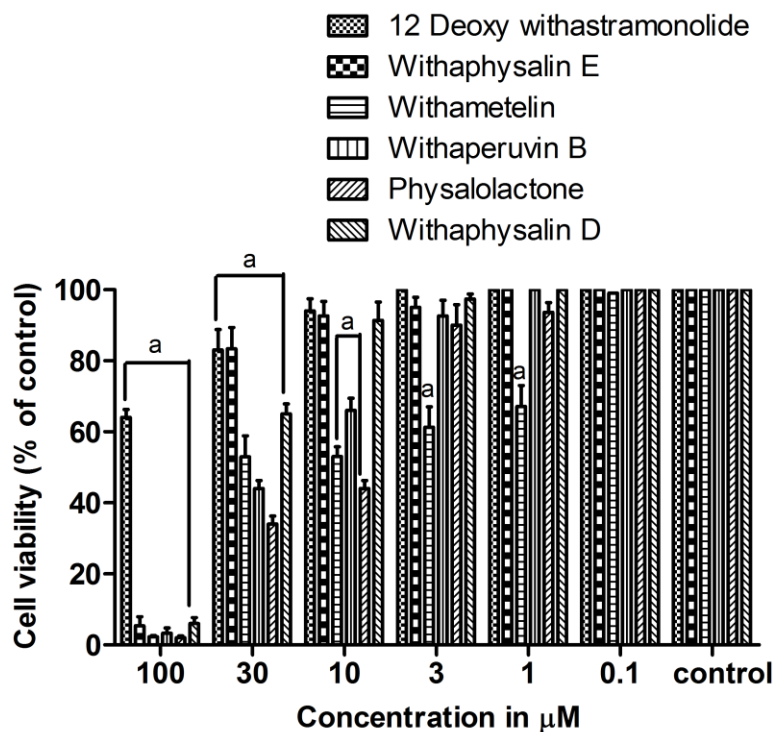 12 Deoxy withastramonolide
Withaphysalin E
Withametelin
Withaperuvin B
Physalolactone
Withaphysalin D
a
a
a
a
a
100
80
60
40
20
0
Cell viability (% of control)
100 30 10 3 1 0.1 control
Concentration in μM